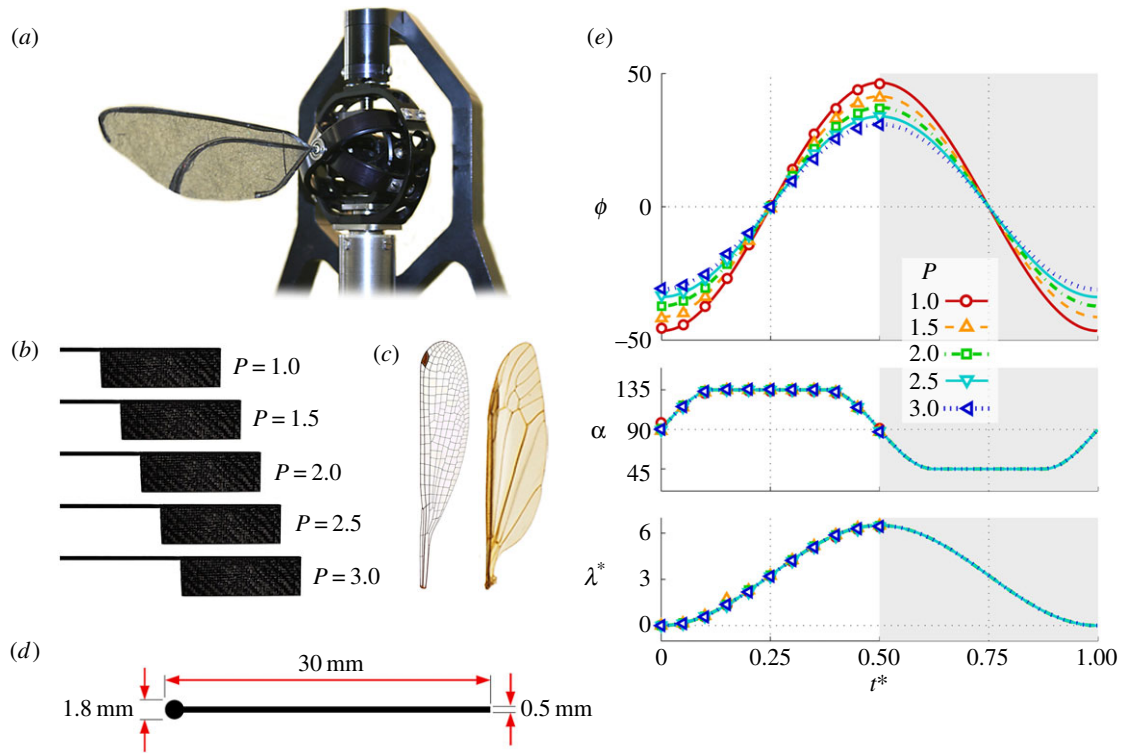 (a)
(b)
P = 1.0
P = 1.5
P = 2.0
P = 2.5
P = 3.0
(c)
(d)
30 mm
1.8 mm
0.5 mm
(e)
50
ϕ 0
−50
P
1.0
1.5
2.0
2.5
3.0
135
α 90
45
6
λ* 3
0
0 0.25 0.50 0.75 1.00
t*